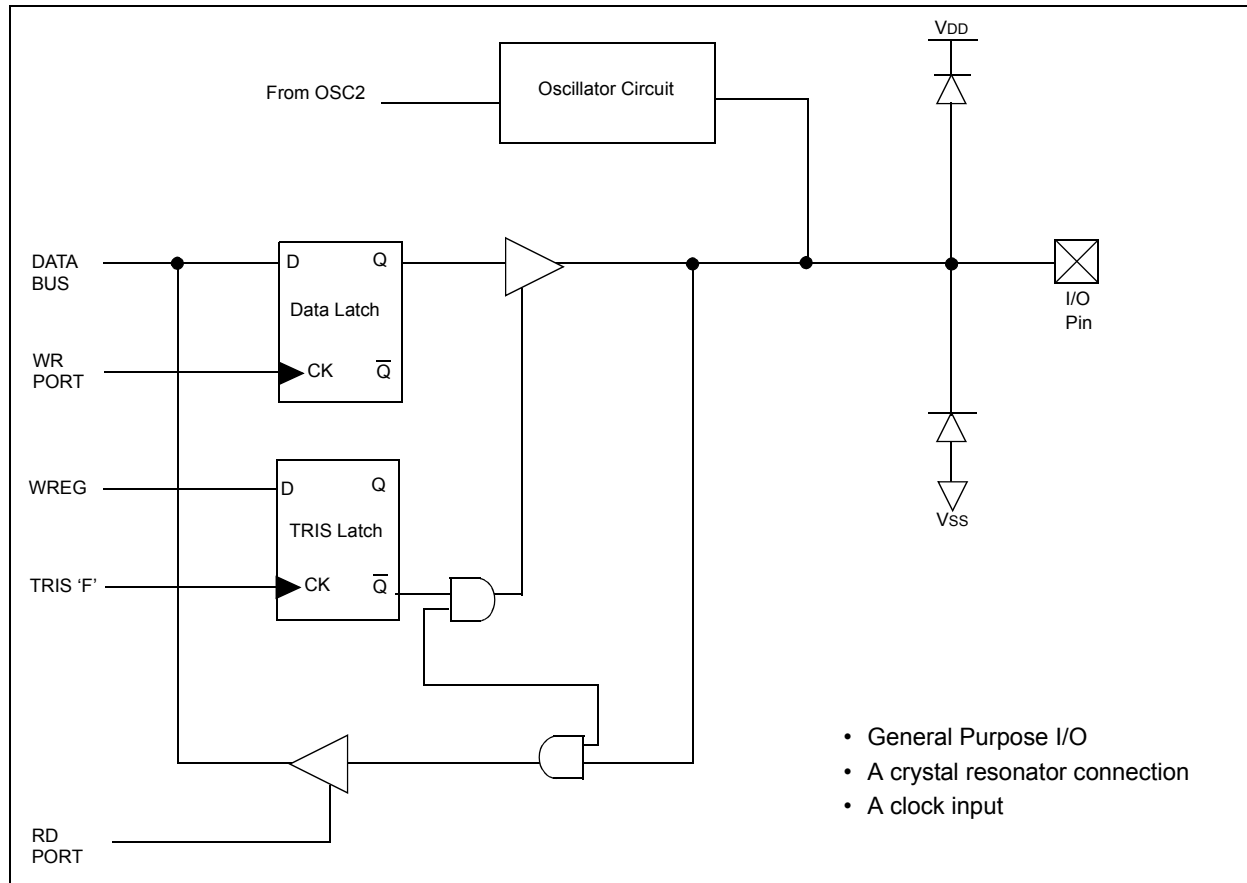 VDD
From OSC2
Oscillator Circuit
DATA
BUS
D
Q
Data Latch
WR
PORT
CK
Q̅
I/O
Pin
WREG
D
Q
TRIS Latch
TRIS ‘F’
CK
Q̅
VSS
RD
PORT
• General Purpose I/O
• A crystal resonator connection
• A clock input